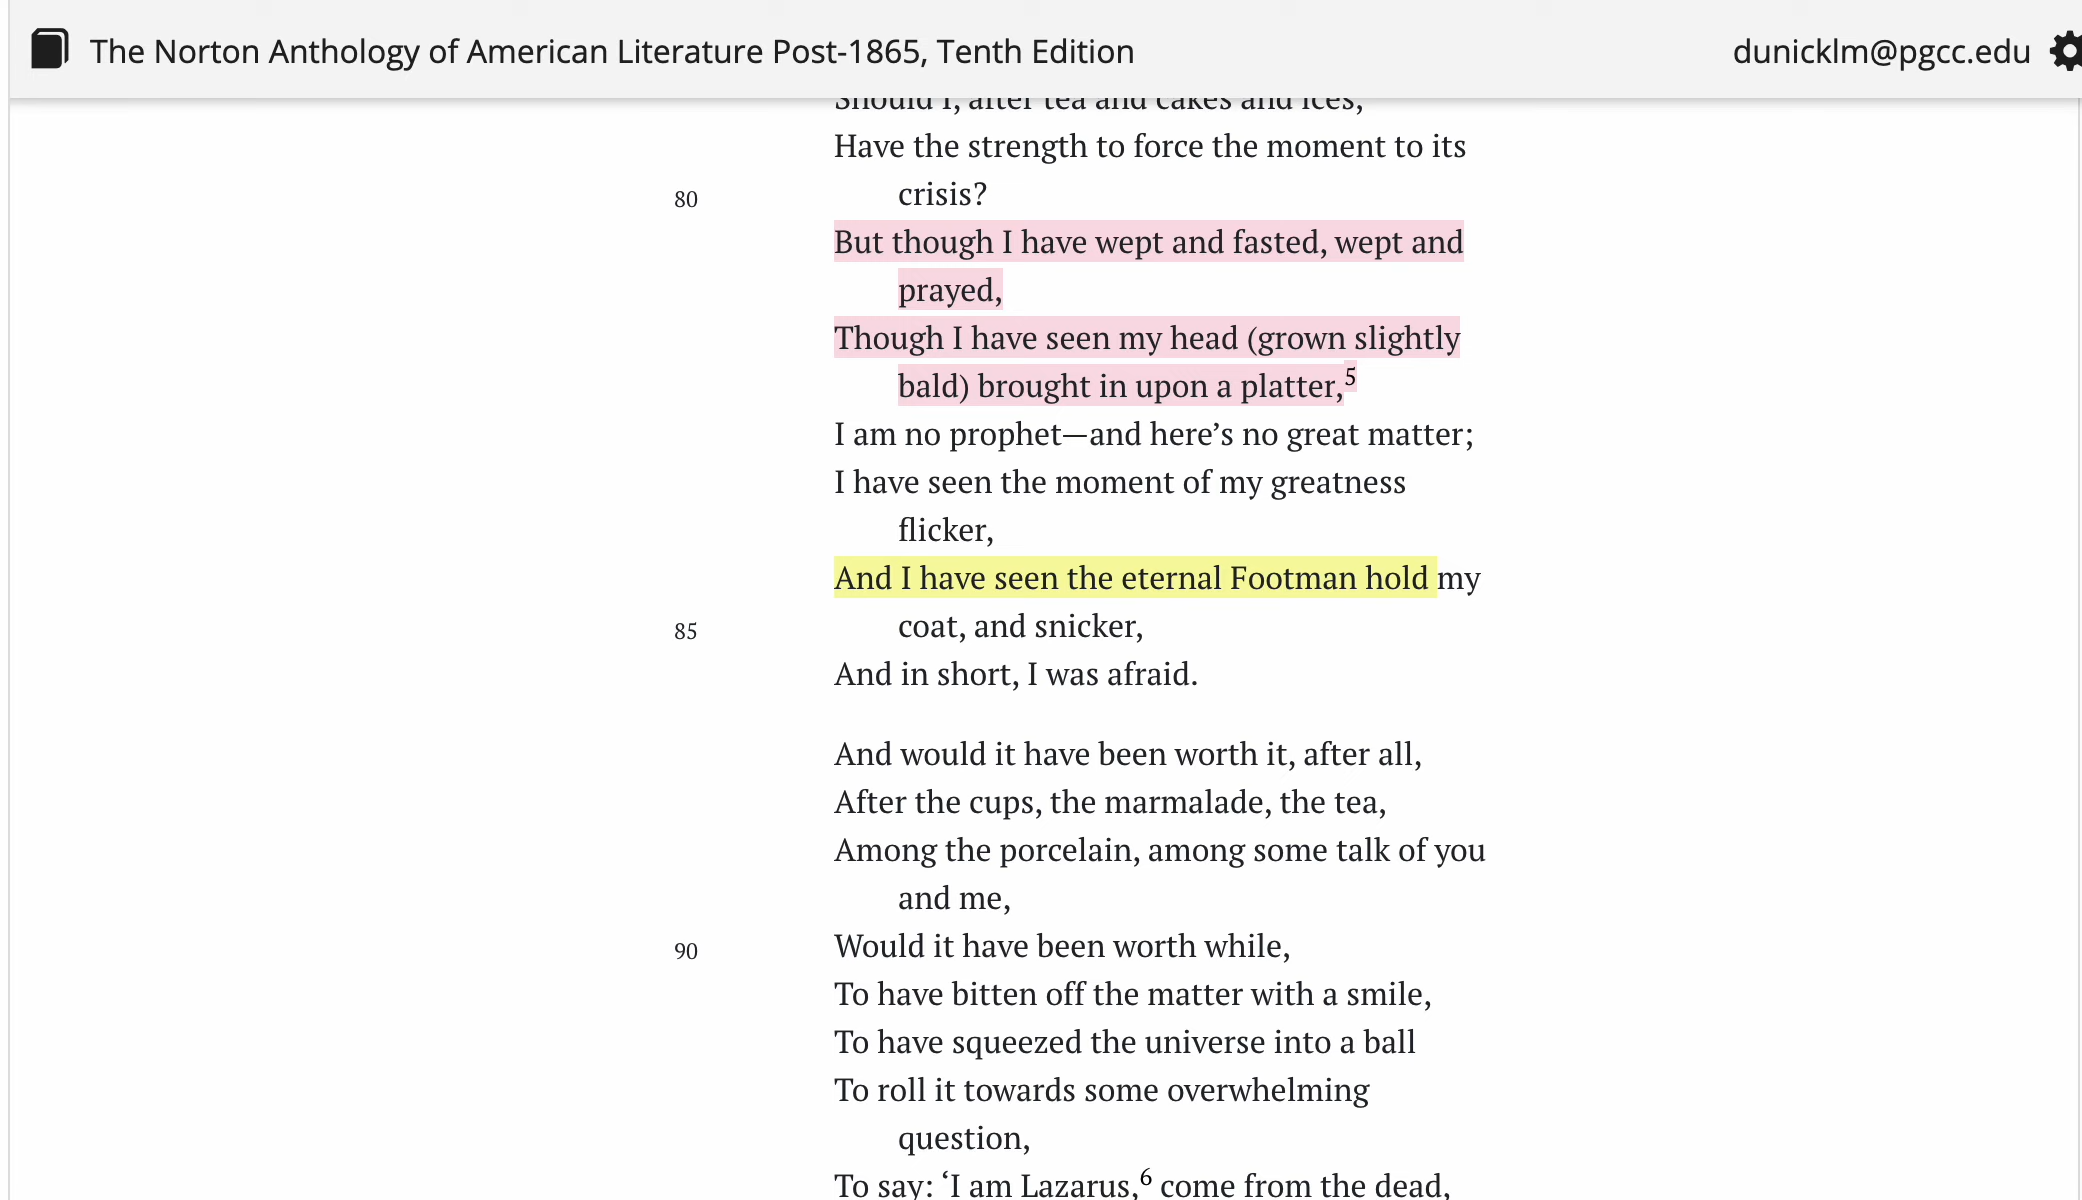 The Norton Anthology of American Literature Post-1865, Tenth Edition
dunicklm@pgcc.edu
Should I, after tea and cakes and ices,
Have the strength to force the moment to its
80 crisis?
But though I have wept and fasted, wept and
prayed,
Though I have seen my head (grown slightly
bald) brought in upon a platter,5
I am no prophet—and here’s no great matter;
I have seen the moment of my greatness
flicker,
And I have seen the eternal Footman hold my
85 coat, and snicker,
And in short, I was afraid.
And would it have been worth it, after all,
After the cups, the marmalade, the tea,
Among the porcelain, among some talk of you
and me,
90 Would it have been worth while,
To have bitten off the matter with a smile,
To have squeezed the universe into a ball
To roll it towards some overwhelming
question,
To say: ‘I am Lazarus,6 come from the dead,